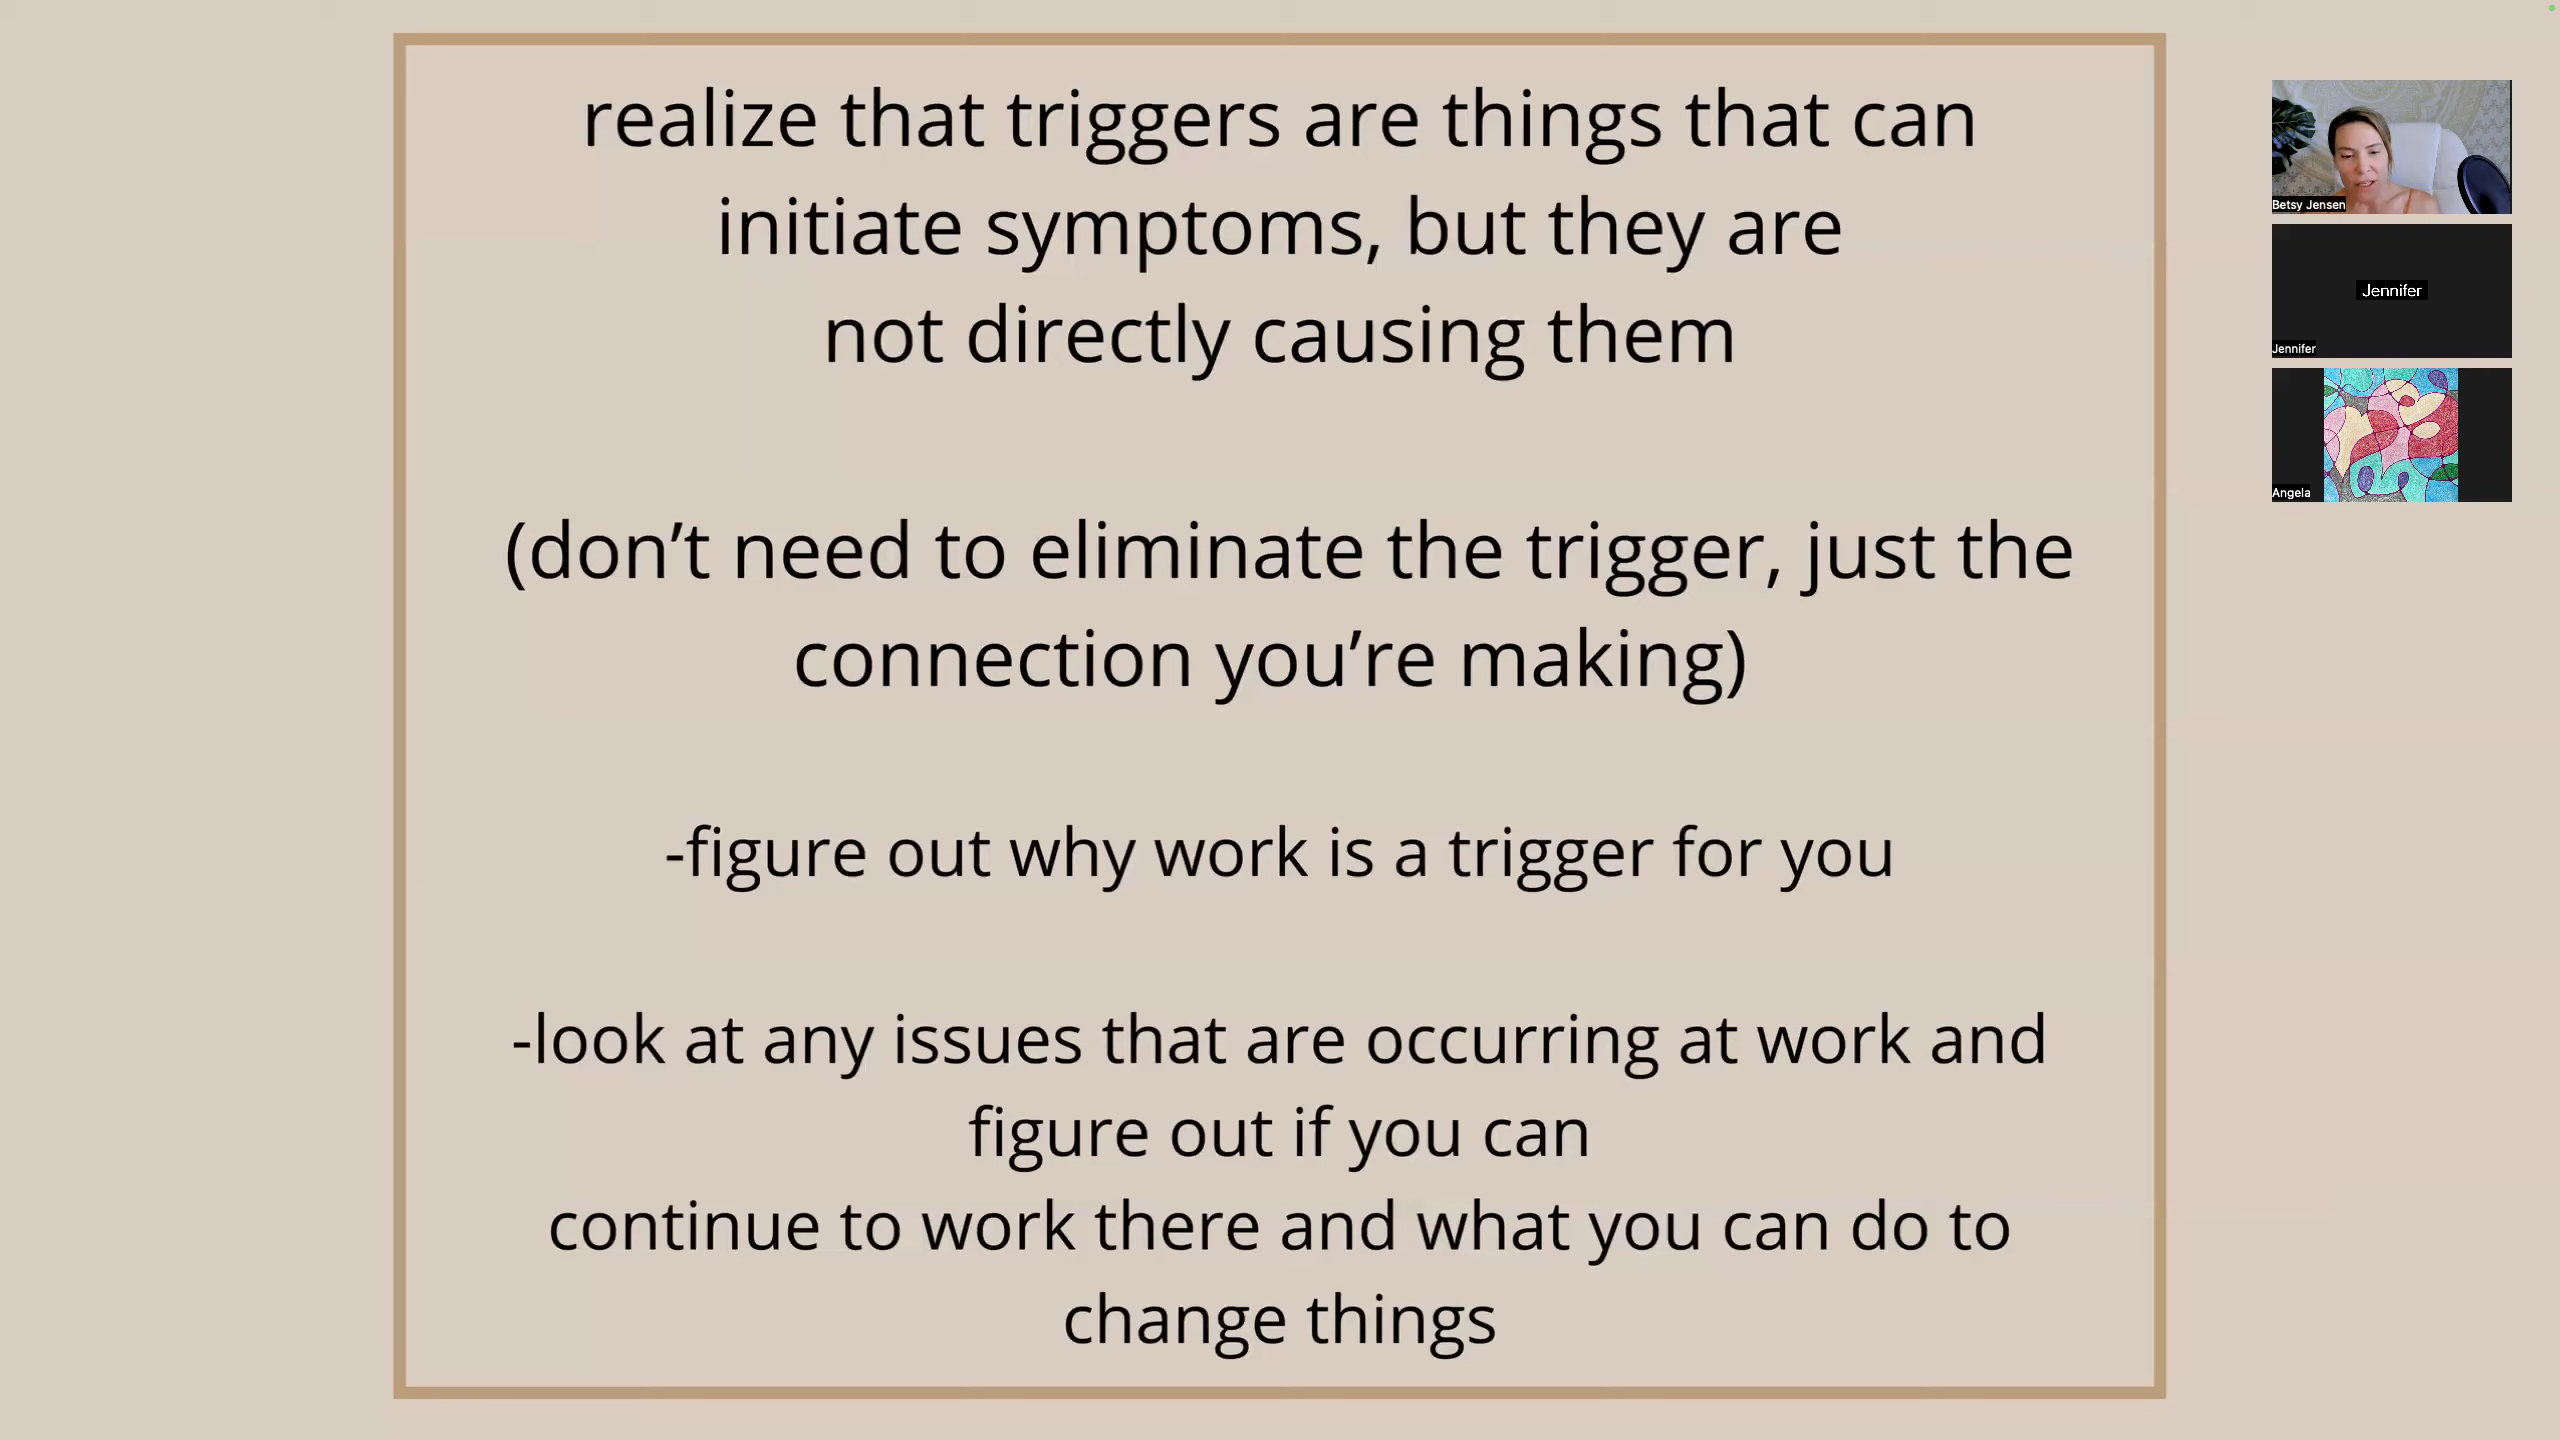 realize that triggers are things that can
initiate symptoms, but they are
not directly causing them
(don’t need to eliminate the trigger, just the
connection you’re making)
-figure out why work is a trigger for you
-look at any issues that are occurring at work and
figure out if you can
continue to work there and what you can do to
change things
Betsy Jensen
Jennifer
Jennifer
Angela